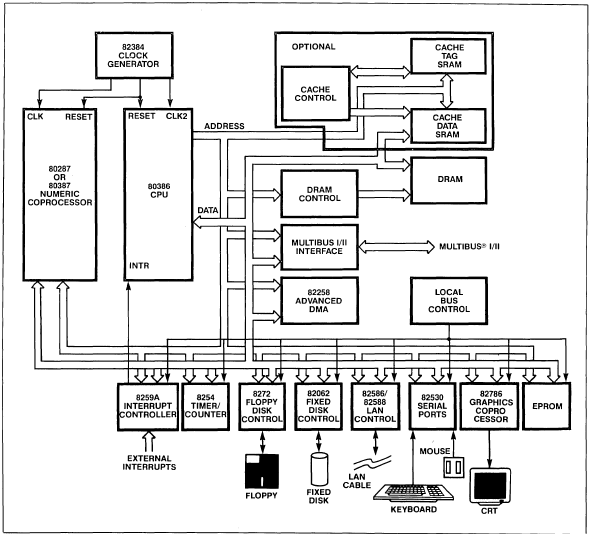 82384
CLOCK
GENERATOR
OPTIONAL
CACHE
TAG
SRAM
CACHE
CONTROL
CACHE
DATA
SRAM
CLK
RESET
RESET
CLK2
ADDRESS
80287
OR
80387
NUMERIC
COPROCESSOR
80386
CPU
DRAM
CONTROL
DRAM
DATA
MULTIBUS I/II
INTERFACE
MULTIBUS® I/II
INTR
82258
ADVANCED
DMA
LOCAL
BUS
CONTROL
8259A
INTERRUPT
CONTROLLER
8254
TIMER/
COUNTER
8272
FLOPPY
DISK
CONTROL
82062
FIXED
DISK
CONTROL
82586/
82588
LAN
CONTROL
82530
SERIAL
PORTS
82786
GRAPHICS
COPRO
CESSOR
EPROM
EXTERNAL
INTERRUPTS
FLOPPY
FIXED
DISK
LAN
CABLE
MOUSE
KEYBOARD
CRT